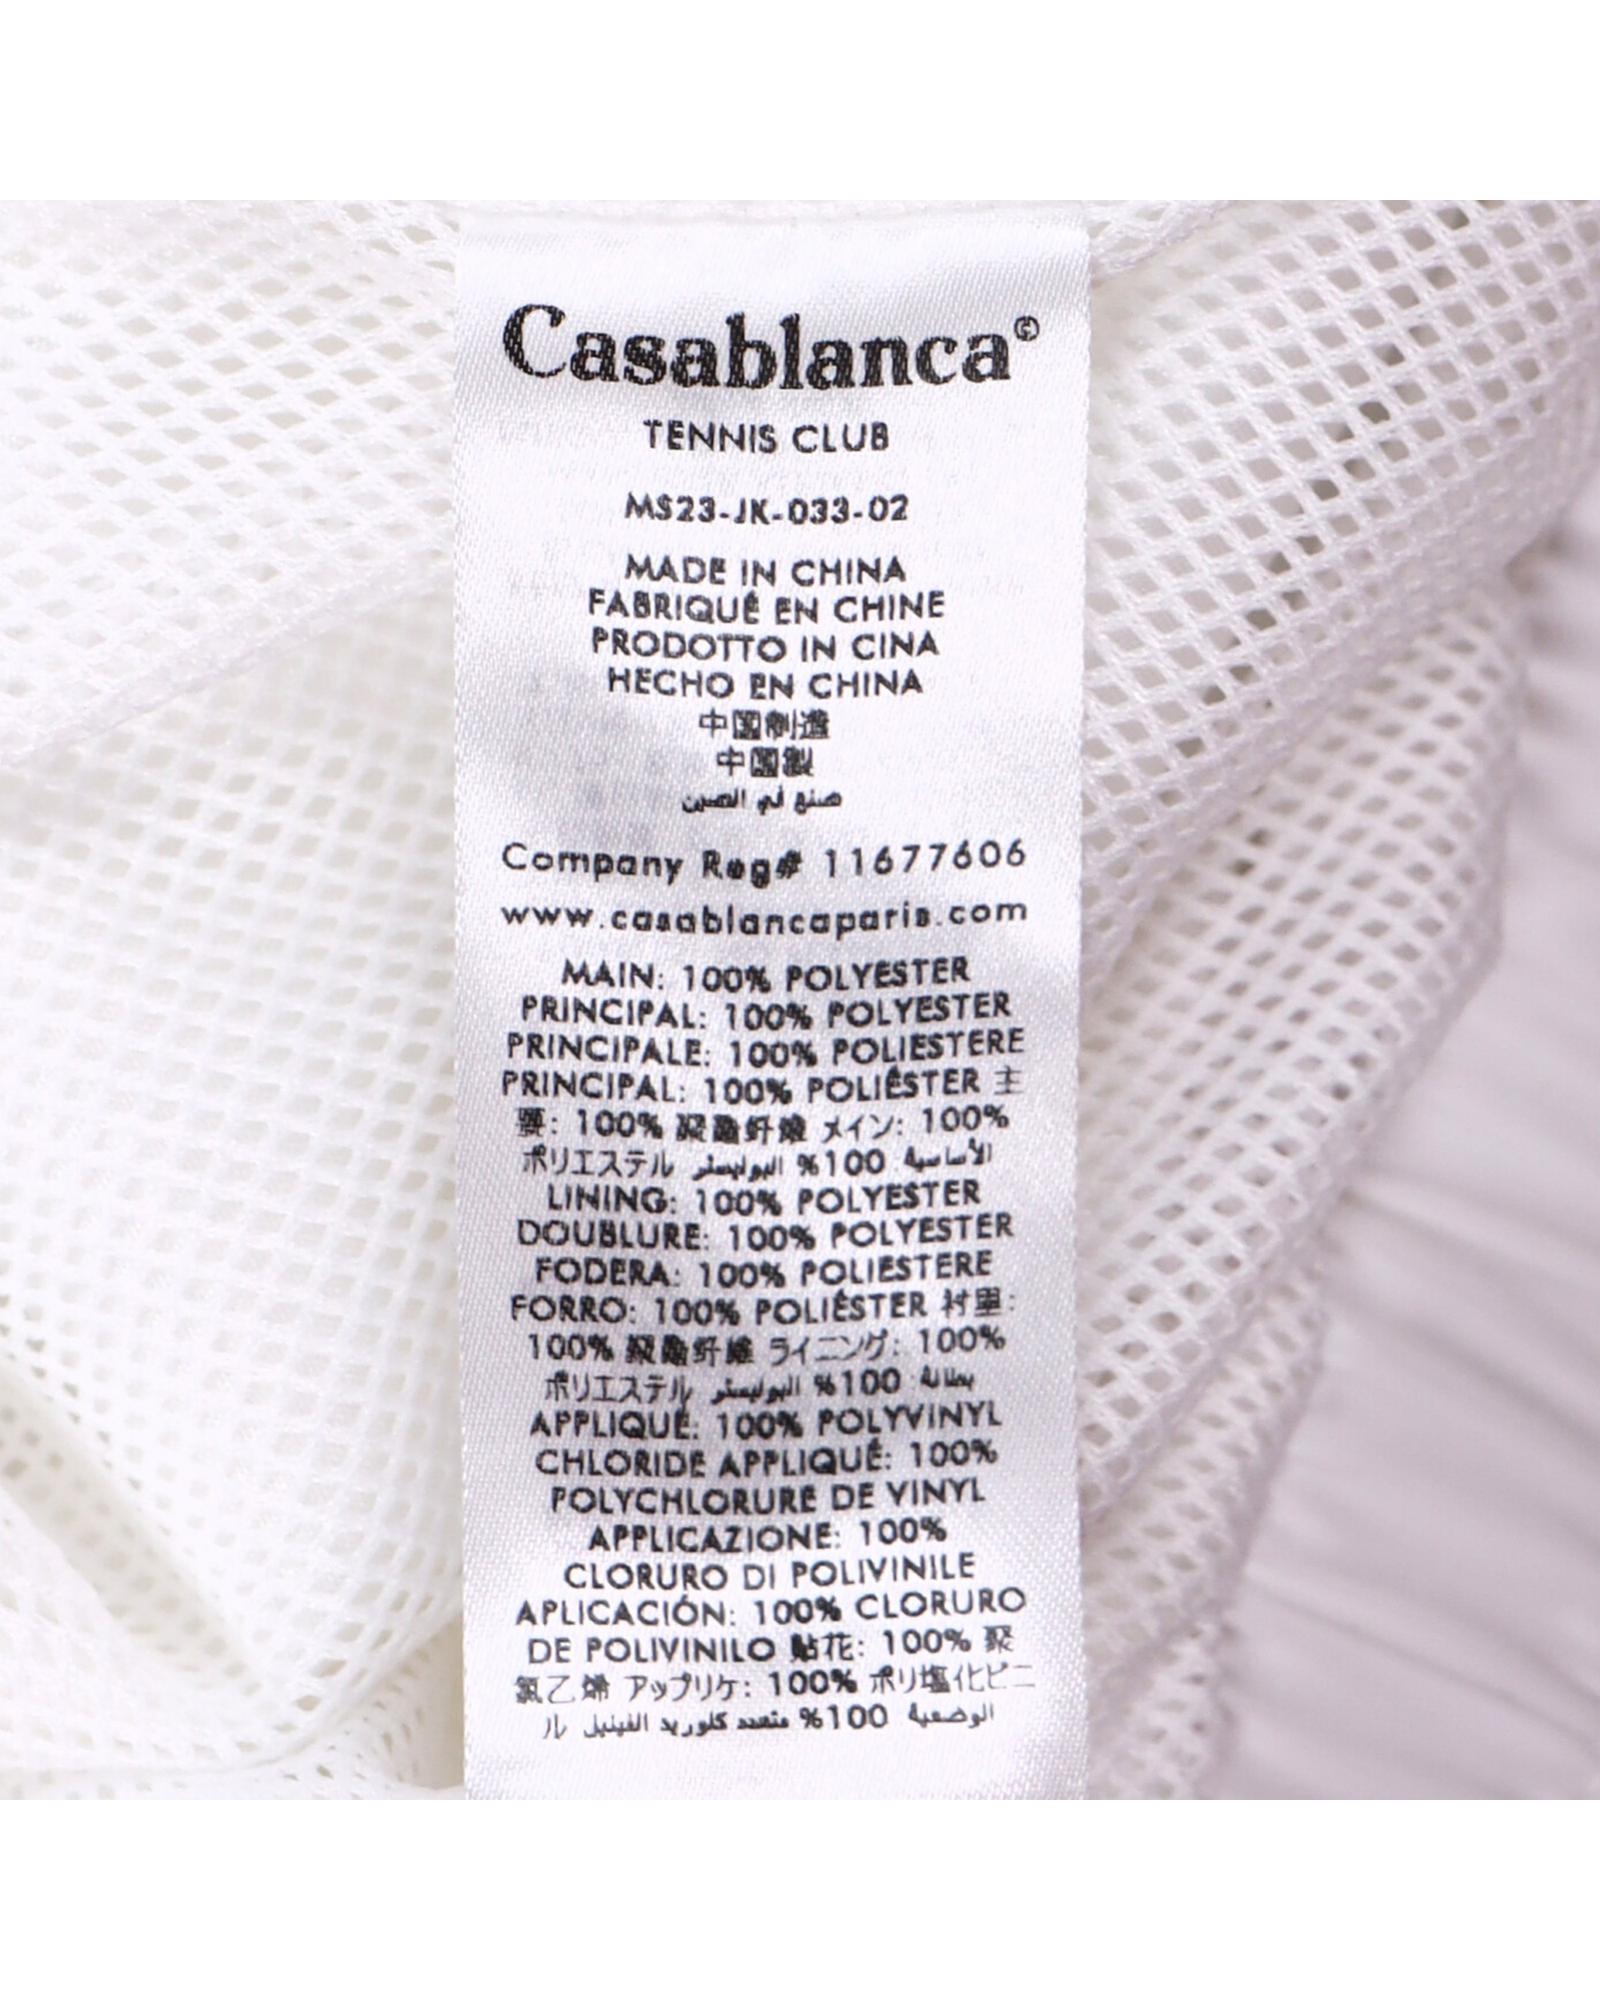 Casablanca©
TENNIS CLUB
MS23-JK-033-02
MADE IN CHINA
FABRIQUÉ EN CHINE
PRODOTTO IN CINA
HECHO EN CHINA
中国制造
中国製
صنع في الصين
Company Reg# 11677606
www.casablancaparis.com
MAIN: 100% POLYESTER
PRINCIPAL: 100% POLYESTER
PRINCIPALE: 100% POLIESTERE
PRINCIPAL: 100% POLIÉSTER 主
要: 100% 聚酯纤维 メイン: 100%
ポリエステル الأساسية 100% البوليستر
LINING: 100% POLYESTER
DOUBLURE: 100% POLYESTER
FODERA: 100% POLIESTERE
FORRO: 100% POLIÉSTER 衬里:
100% 聚酯纤维 ライニング: 100%
ポリエステル بطانة 100% البوليستر
APPLIQUÉ: 100% POLYVINYL
CHLORIDE APPLIQUÉ: 100%
POLYCHLORURE DE VINYL
APPLICAZIONE: 100%
CLORURO DI POLIVINILE
APLICACIÓN: 100% CLORURO
DE POLIVINILO 贴花: 100% 聚
氯乙烯 アップリケ: 100% ポリ塩化ビニ
ル الوضعية 100% متعدد كلوريد الفينيل